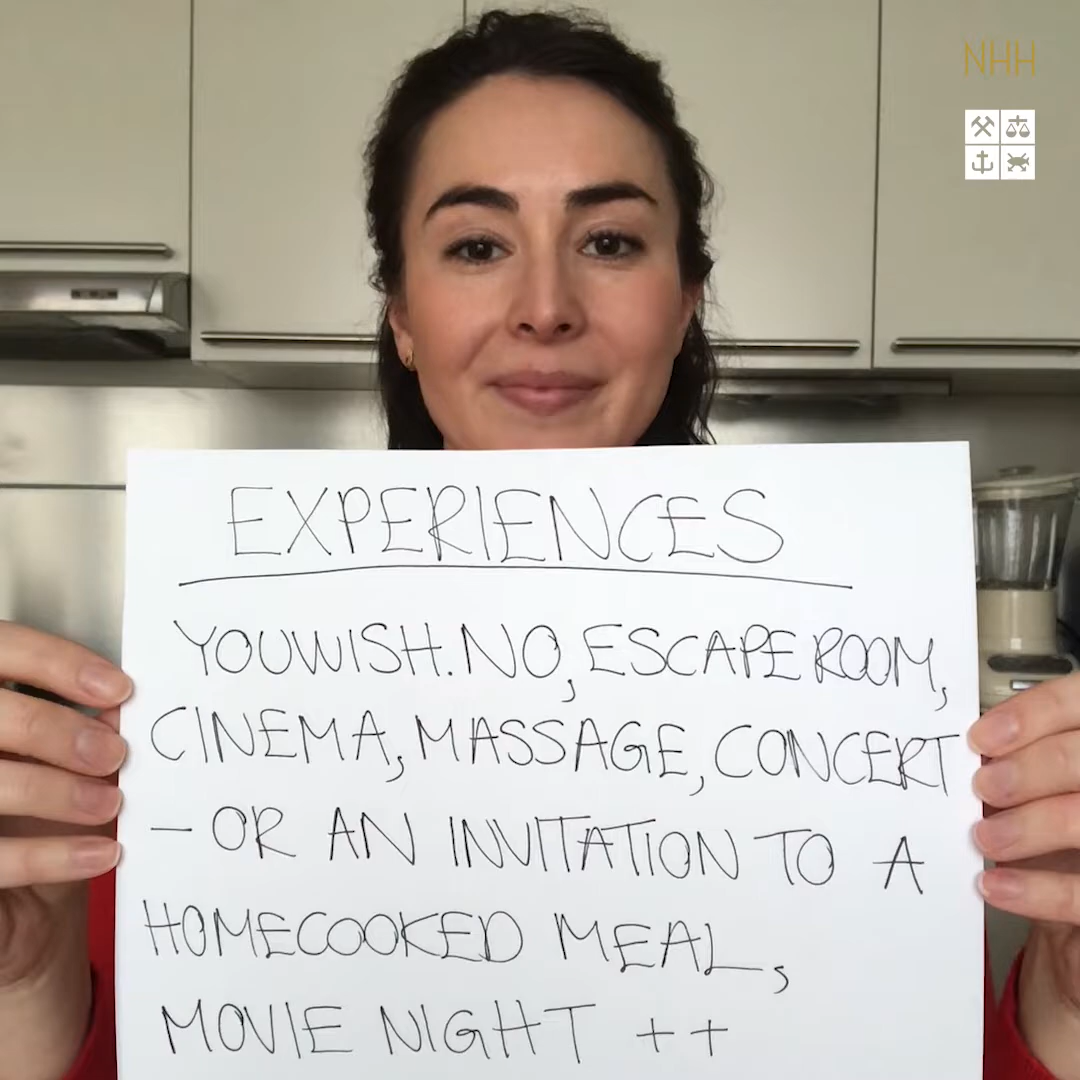 NHH
EXPERIENCES
YOUWISH.NO, ESCAPE ROOM,
CINEMA, MASSAGE, CONCERT
- OR AN INVITATION TO A
HOMECOOKED MEAL,
MOVIE NIGHT ++